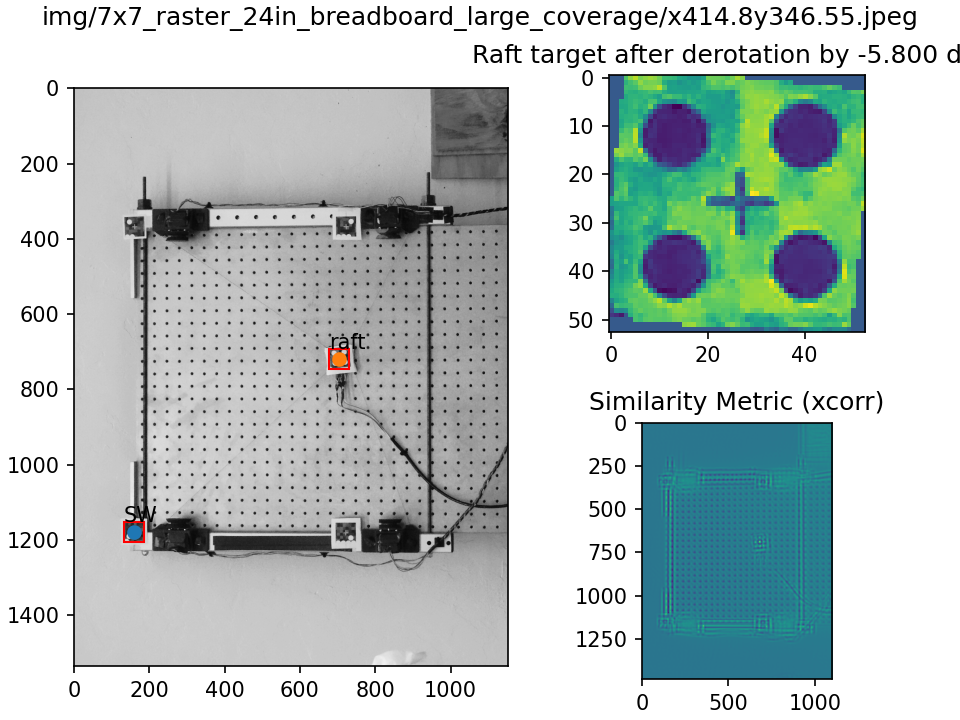 img/7x7_raster_24in_breadboard_large_coverage/x414.8y346.55.jpeg
Raft target after derotation by -5.800 d
0
200
400
600
800
1000
1200
1400
0 200 400 600 800 1000
raft.
SW
0
10
20
30
40
50
0 20 40
Similarity Metric (xcorr)
0
250
500
750
1000
1250
0 500 1000